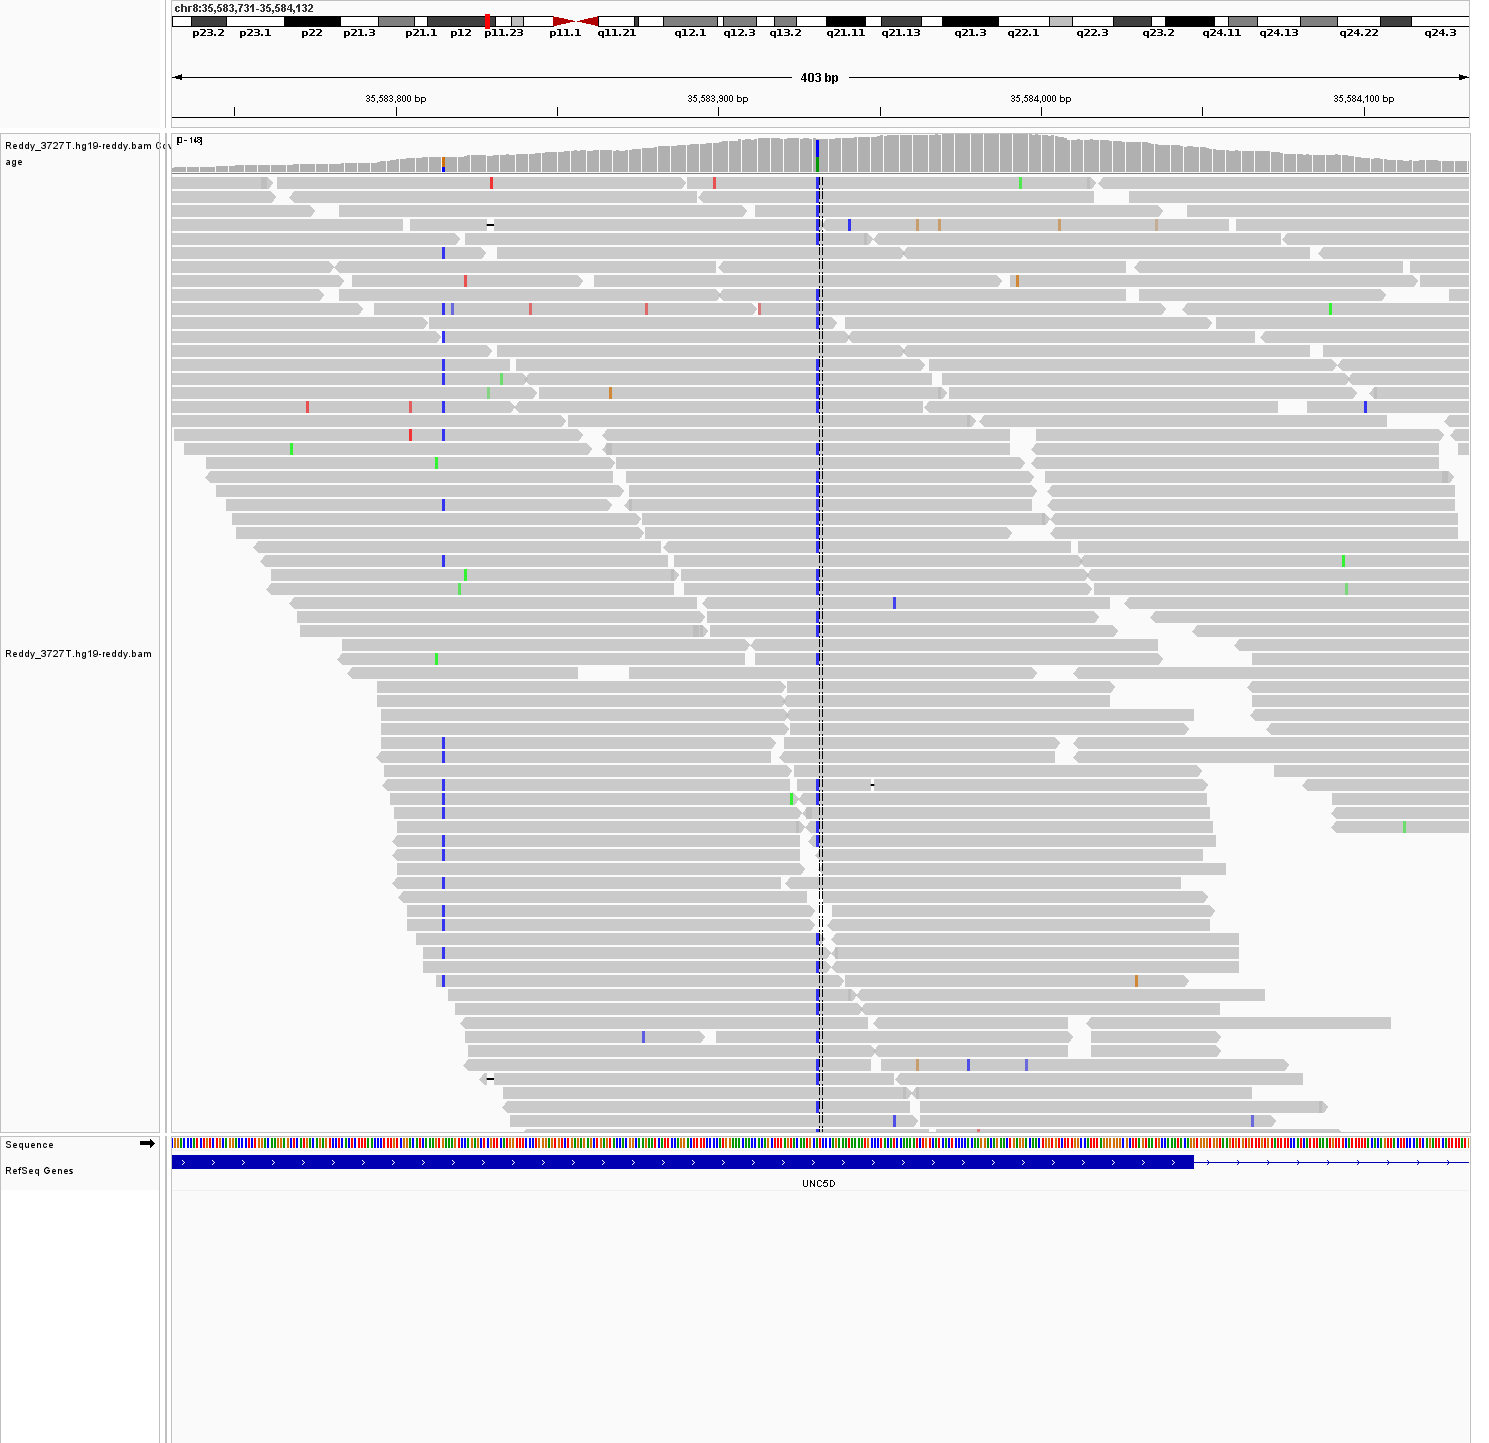 chr8:35,583,731-35,584,132
p23.2 p23.1 p22 p21.3 p21.1 p12 p11.23 p11.1 q11.21 q12.1 q12.3 q13.2 q21.11 q21.13 q21.3 q22.1 q22.3 q23.2 q24.11 q24.13 q24.22 q24.3
403 bp
35,583,800 bp 35,583,900 bp 35,584,000 bp 35,584,100 bp
Reddy_3727T.hg19-reddy.bam Cov
age
Reddy_3727T.hg19-reddy.bam
Sequence
RefSeq Genes
UNC5D